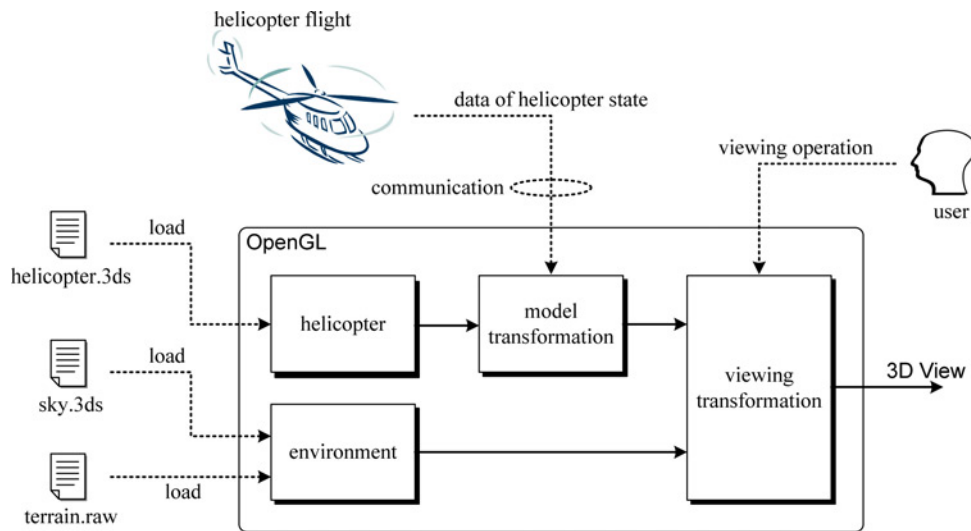 helicopter flight
data of helicopter state
viewing operation
communication
user
load
helicopter.3ds
OpenGL
helicopter
model
transformation
load
sky.3ds
viewing
transformation
3D View
environment
load
terrain.raw